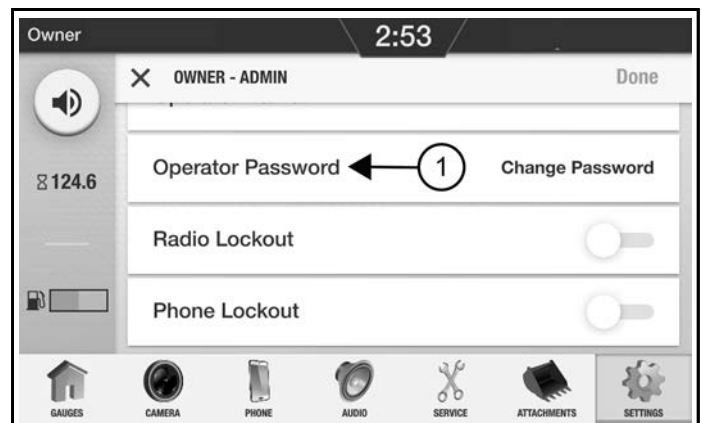 Owner 2:53
OWNER - ADMIN Done
Operator Password 1 Change Password
124.6
Radio Lockout
Phone Lockout
GAUGES CAMERA PHONE AUDIO SERVICE ATTACHMENTS SETTINGS